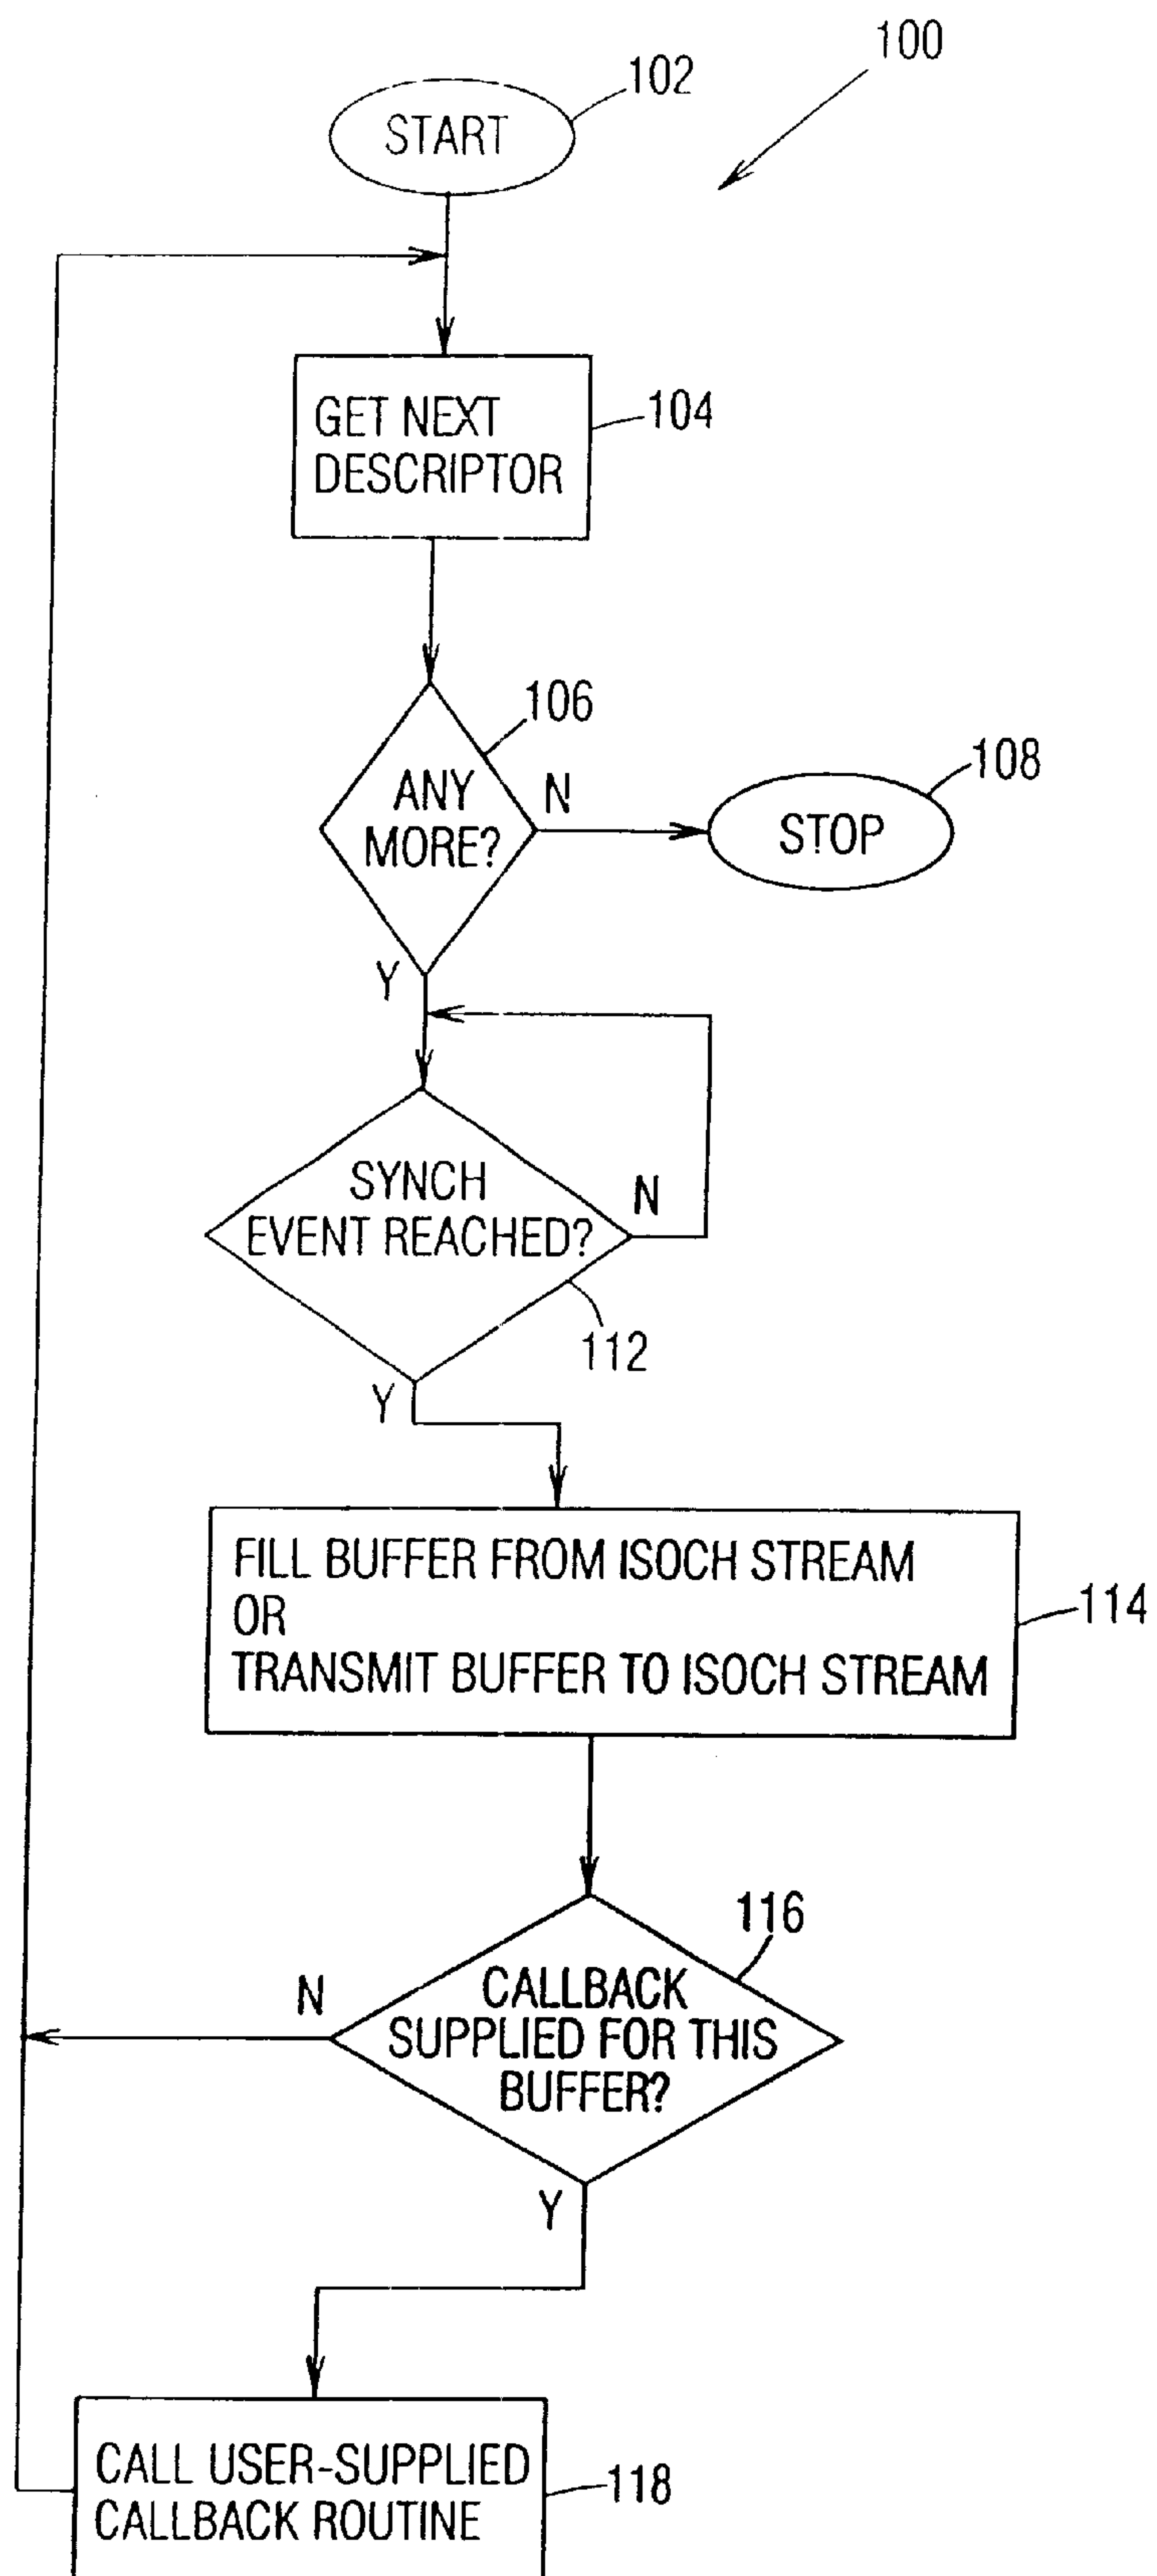 100
102
START
GET NEXT
DESCRIPTOR
104
106
ANY
MORE?
N
108
STOP
Y
SYNCH
EVENT REACHED?
N
112
Y
FILL BUFFER FROM ISOCH STREAM
OR
TRANSMIT BUFFER TO ISOCH STREAM
114
116
N
CALLBACK
SUPPLIED FOR THIS
BUFFER?
Y
CALL USER-SUPPLIED
CALLBACK ROUTINE
118